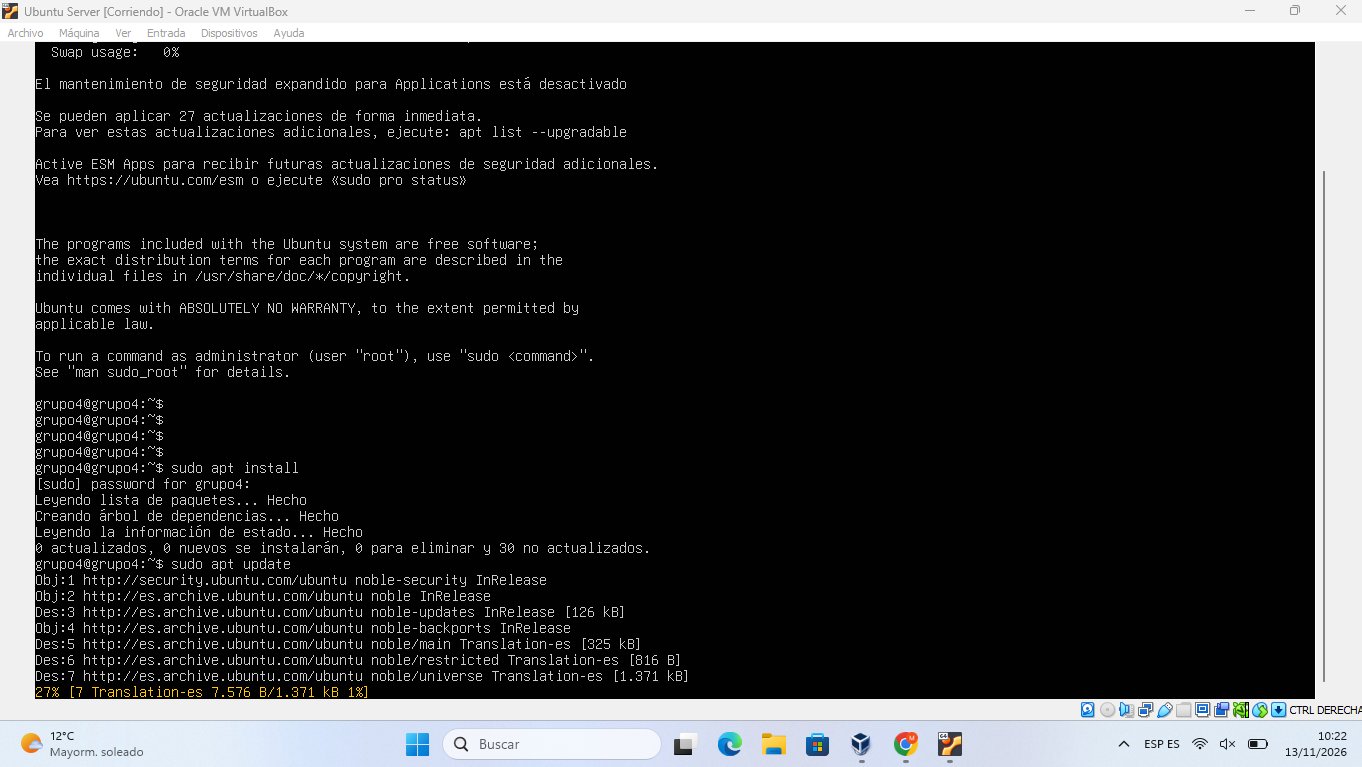 Ubuntu Server [Corriendo] - Oracle VM VirtualBox
Archivo Máquina Ver Entrada Dispositivos Ayuda
Swap usage: 0%
El mantenimiento de seguridad expandido para Applications está desactivado
Se pueden aplicar 27 actualizaciones de forma inmediata.
Para ver estas actualizaciones adicionales, ejecute: apt list --upgradable
Active ESM Apps para recibir futuras actualizaciones de seguridad adicionales.
Vea https://ubuntu.com/esm o ejecute «sudo pro status»
The programs included with the Ubuntu system are free software;
the exact distribution terms for each program are described in the
individual files in /usr/share/doc/*/copyright.
Ubuntu comes with ABSOLUTELY NO WARRANTY, to the extent permitted by
applicable law.
To run a command as administrator (user "root"), use "sudo <command>".
See "man sudo_root" for details.
grupo4@grupo4:~$
grupo4@grupo4:~$
grupo4@grupo4:~$
grupo4@grupo4:~$
grupo4@grupo4:~$ sudo apt install
[sudo] password for grupo4:
Leyendo lista de paquetes... Hecho
Creando árbol de dependencias... Hecho
Leyendo la información de estado... Hecho
0 actualizados, 0 nuevos se instalarán, 0 para eliminar y 30 no actualizados.
grupo4@grupo4:~$ sudo apt update
Obj:1 http://security.ubuntu.com/ubuntu noble-security InRelease
Obj:2 http://es.archive.ubuntu.com/ubuntu noble InRelease
Des:3 http://es.archive.ubuntu.com/ubuntu noble-updates InRelease [126 kB]
Obj:4 http://es.archive.ubuntu.com/ubuntu noble-backports InRelease
Des:5 http://es.archive.ubuntu.com/ubuntu noble/main Translation-es [325 kB]
Des:6 http://es.archive.ubuntu.com/ubuntu noble/restricted Translation-es [816 B]
Des:7 http://es.archive.ubuntu.com/ubuntu noble/universe Translation-es [1.371 kB]
27% [7 Translation-es 7.576 B/1.371 kB 1%]
CTRL DERECHA
12°C
Mayorm. soleado
Buscar
ESP ES
10:22
13/11/2026